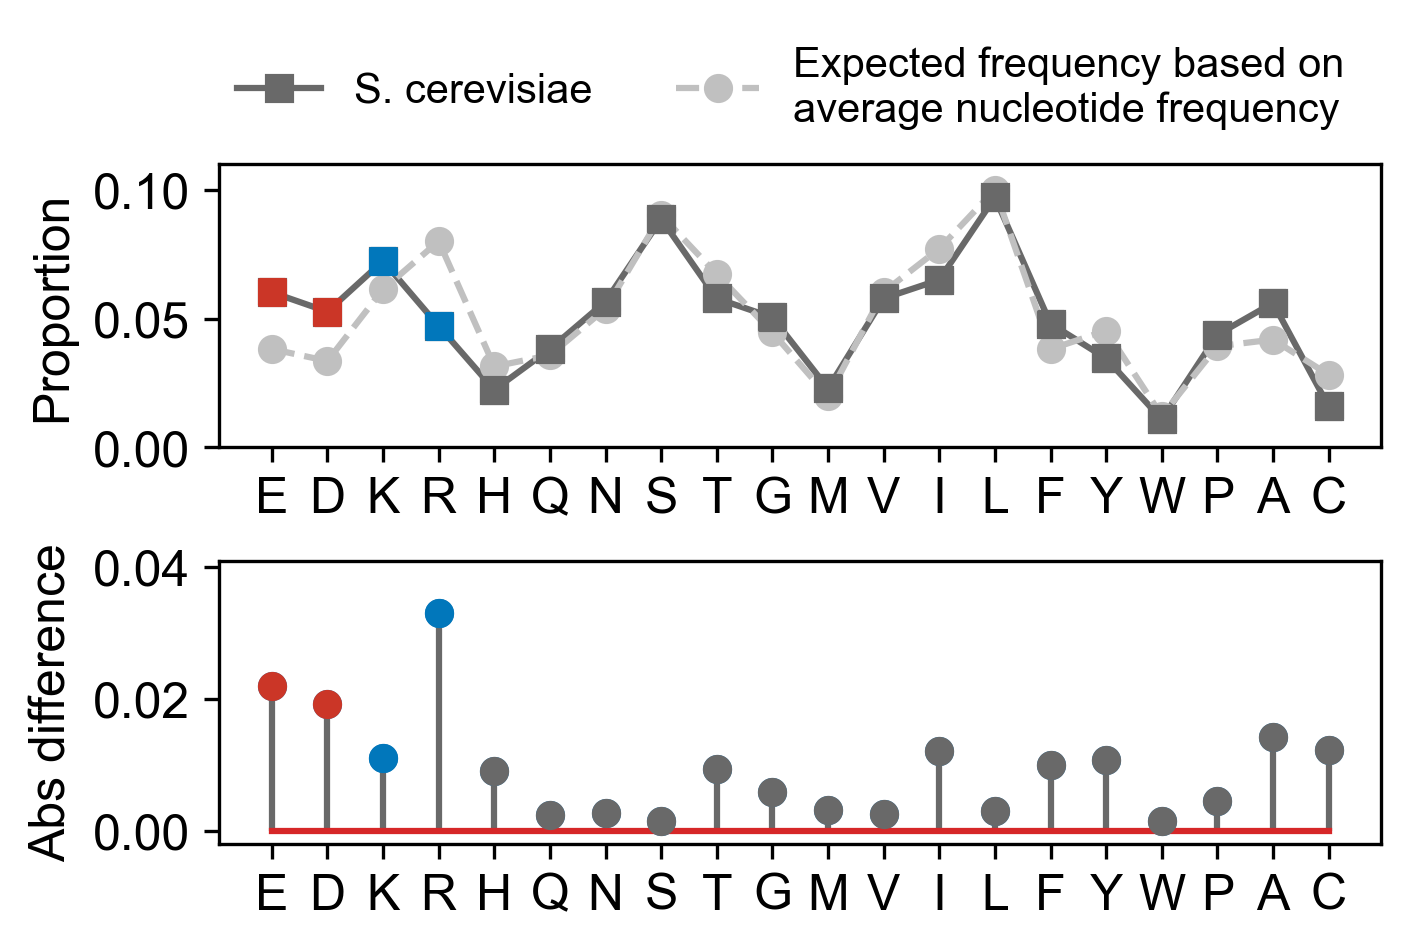 S. cerevisiae
Expected frequency based on
average nucleotide frequency
Proportion
0.10
0.05
0.00
E D K R H Q N S T G M V I L F Y W P A C
Abs difference
0.04
0.02
0.00
E D K R H Q N S T G M V I L F Y W P A C